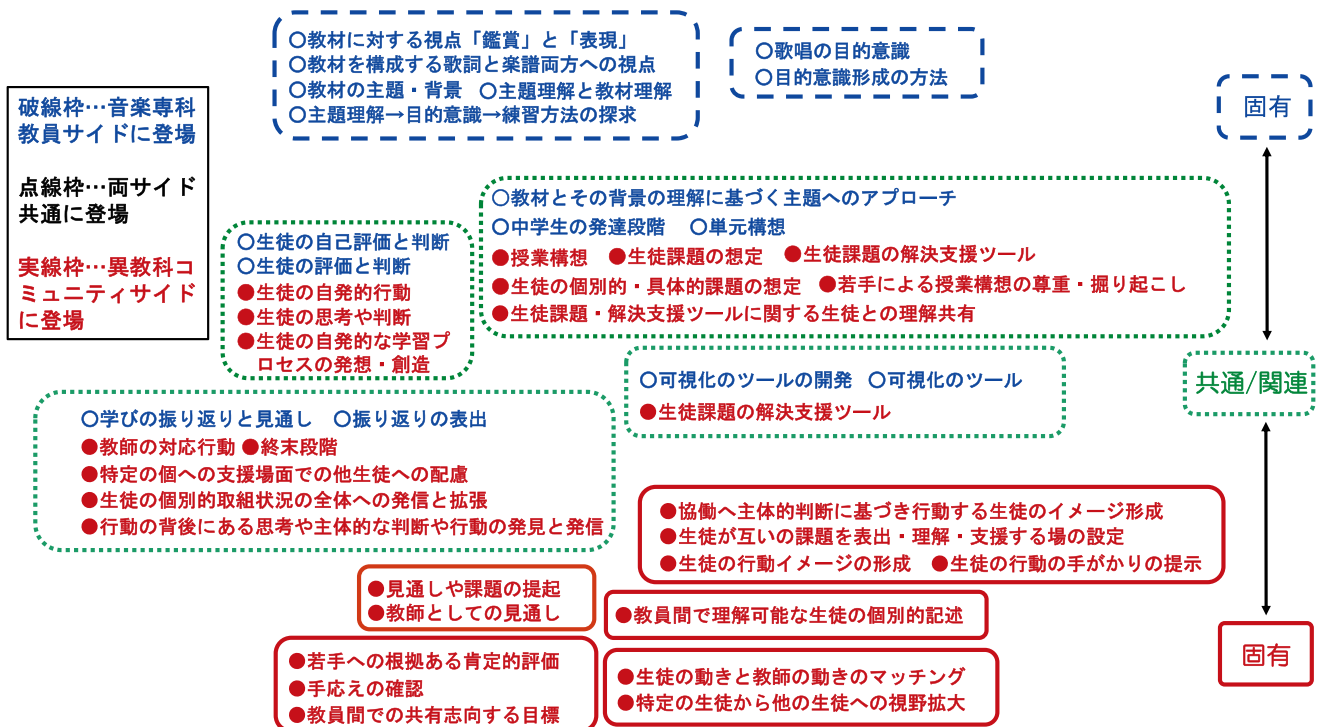 ○教材に対する視点「鑑賞」と「表現」
○教材を構成する歌詞と楽譜両方への視点
○教材の主題・背景　○主題理解と教材理解
○主題理解→目的意識→練習方法の探求
○歌唱の目的意識
○目的意識形成の方法
固有
破線枠…音楽専科
教員サイドに登場
点線枠…両サイド
共通に登場
実線枠…異教科コ
ミュニティサイド
に登場
○生徒の自己評価と判断
○生徒の評価と判断
●生徒の自発的行動
●生徒の思考や判断
●生徒の自発的な学習プ
ロセスの発想・創造
○教材とその背景の理解に基づく主題へのアプローチ
○中学生の発達段階　○単元構想
●授業構想　●生徒課題の想定　●生徒課題の解決支援ツール
●生徒の個別的・具体的課題の想定　●若手による授業構想の尊重・掘り起こし
●生徒課題・解決支援ツールに関する生徒との理解共有
○可視化のツールの開発　○可視化のツール
●生徒課題の解決支援ツール
共通/関連
○学びの振り返りと見通し　○振り返りの表出
●教師の対応行動　●終末段階
●特定の個への支援場面での他生徒への配慮
●生徒の個別的取組状況の全体への発信と拡張
●行動の背後にある思考や主体的な判断や行動の発見と発信
●協働へ主体的判断に基づき行動する生徒のイメージ形成
●生徒が互いの課題を表出・理解・支援する場の設定
●生徒の行動イメージの形成　●生徒の行動の手がかりの提示
●見通しや課題の提起
●教師としての見通し
●教員間で理解可能な生徒の個別的記述
固有
●若手への根拠ある肯定的評価
●手応えの確認
●教員間での共有志向する目標
●生徒の動きと教師の動きのマッチング
●特定の生徒から他の生徒への視野拡大